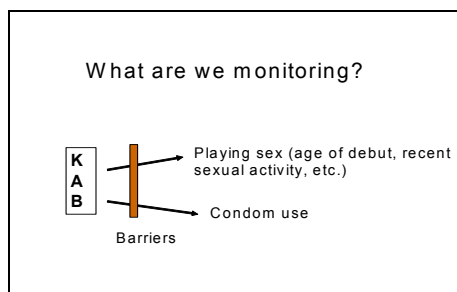 What are we monitoring?
K
A
B
Playing sex (age of debut, recent
sexual activity, etc.)
Condom use
Barriers